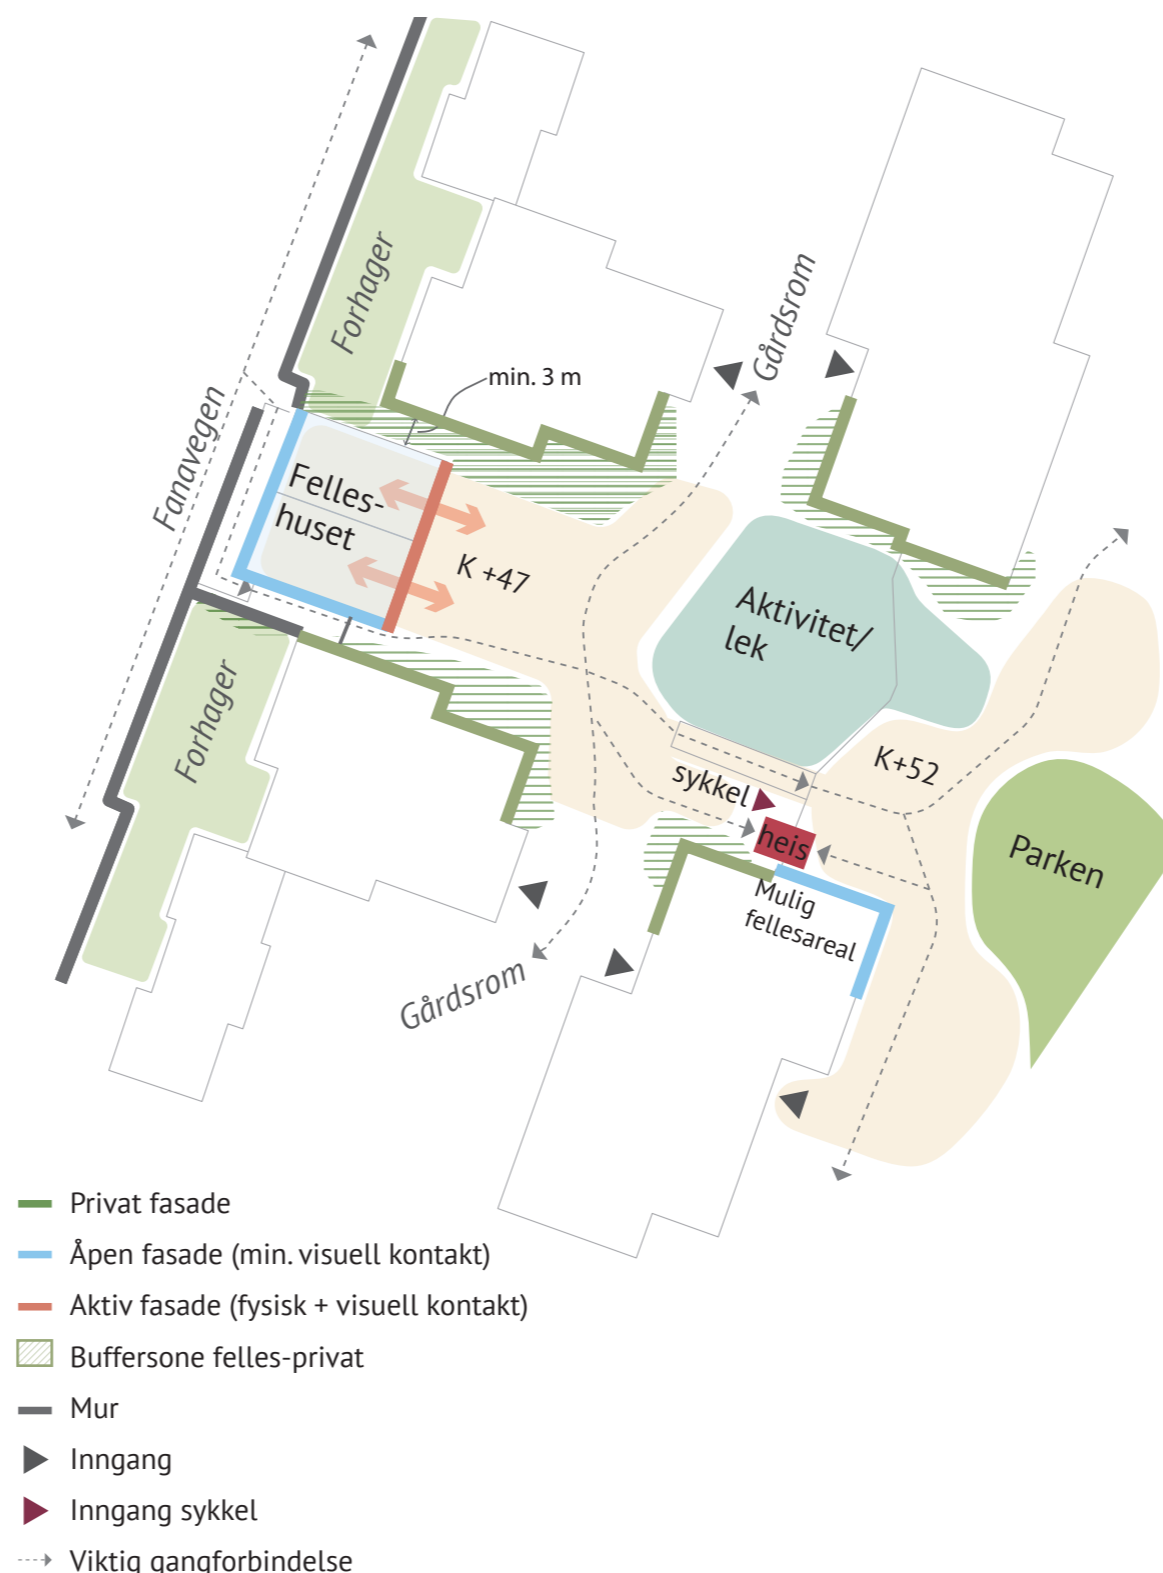 Forhager
Gårdsrom
min. 3 m
Fanavegen
Felles-
huset
K +47
Aktivitet/
lek
Forhager
K+52
sykkel
heis
Parken
Mulig
fellesareal
Gårdsrom
Privat fasade
Åpen fasade (min. visuell kontakt)
Aktiv fasade (fysisk + visuell kontakt)
Buffersone felles-privat
Mur
Inngang
Inngang sykkel
Viktig gangforbindelse